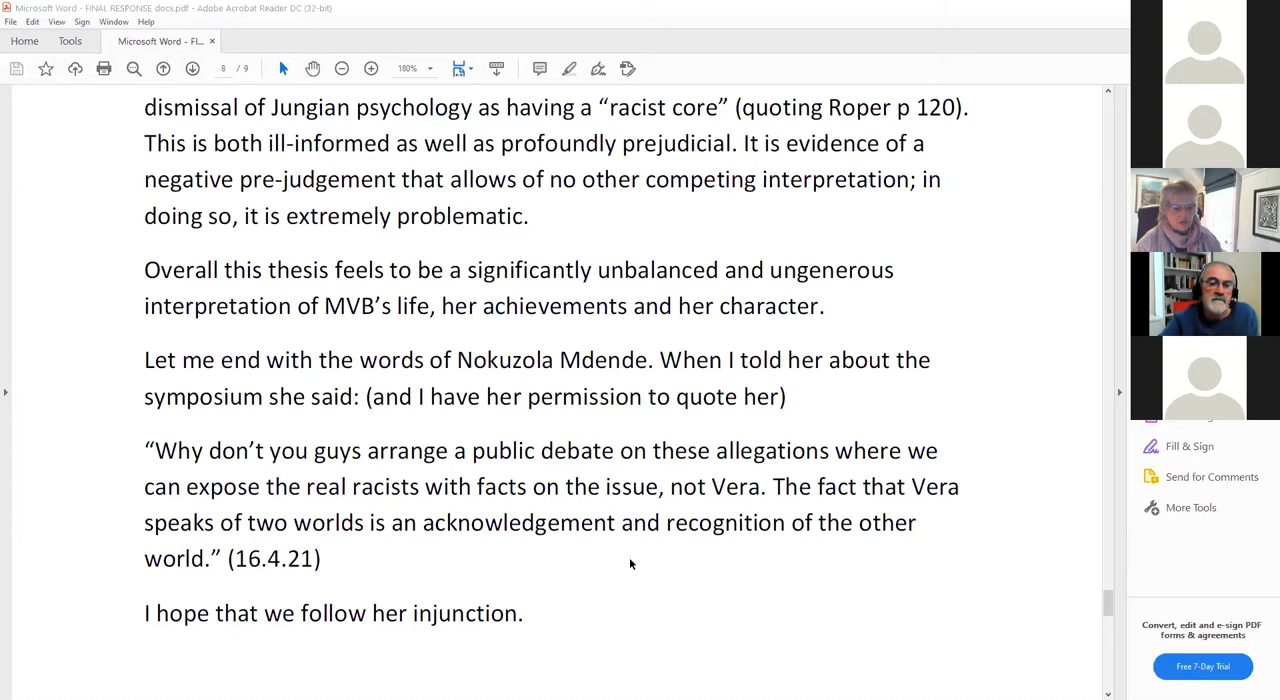 Microsoft Word - FINAL RESPONSE docx.pdf - Adobe Acrobat Reader DC (32-bit)
File Edit View Sign Window Help
Home Tools Microsoft Word - FI... ×
8 / 9 180%
dismissal of Jungian psychology as having a “racist core” (quoting Roper p 120).
This is both ill-informed as well as profoundly prejudicial. It is evidence of a
negative pre-judgement that allows of no other competing interpretation; in
doing so, it is extremely problematic.
Overall this thesis feels to be a significantly unbalanced and ungenerous
interpretation of MVB’s life, her achievements and her character.
Let me end with the words of Nokuzola Mdende. When I told her about the
symposium she said: (and I have her permission to quote her)
“Why don’t you guys arrange a public debate on these allegations where we
can expose the real racists with facts on the issue, not Vera. The fact that Vera
speaks of two worlds is an acknowledgement and recognition of the other
world.” (16.4.21)
I hope that we follow her injunction.
Fill & Sign
Send for Comments
More Tools
Convert, edit and e-sign PDF
forms & agreements
Free 7-Day Trial